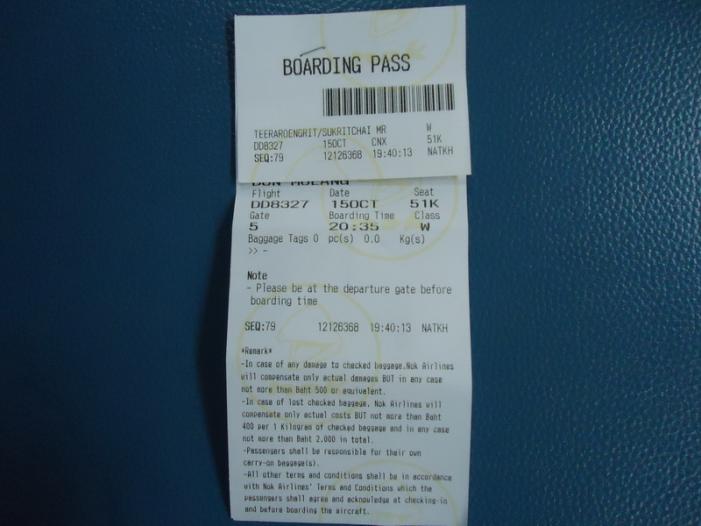 BOARDING PASS
TEERAROENGRIT/SUKRITCHAI MR W
DD8327 15OCT CNX 51K
SEQ:79 12126368 19:40:13 NATKH
DON MUEANG
Flight Date Seat
DD8327 15OCT 51K
Gate Boarding Time Class
5 20:35 W
Baggage Tags 0 pc(s) 0.0 Kg(s)
>> -
Note
- Please be at the departure gate before
boarding time
SEQ:79 12126368 19:40:13 NATKH
*Remark*
-In case of any damage to checked baggage,Nok Airlines
will compensate only actual damages BUT in any case
not more than Baht 500 or equivalent.
-In case of lost checked baggage, Nok Airlines will
compensate only actual costs BUT not more than Baht
400 per 1 Kilogram of checked baggage and in any case
not more than Baht 2,000 in total.
-Passengers shall be responsible for their own
carry-on baggage(s).
-All other terms and conditions shall be in accordance
with Nok Airlines' Terms and Conditions which the
passengers shall agree and acknowledge at checking-in
and before boarding the aircraft.